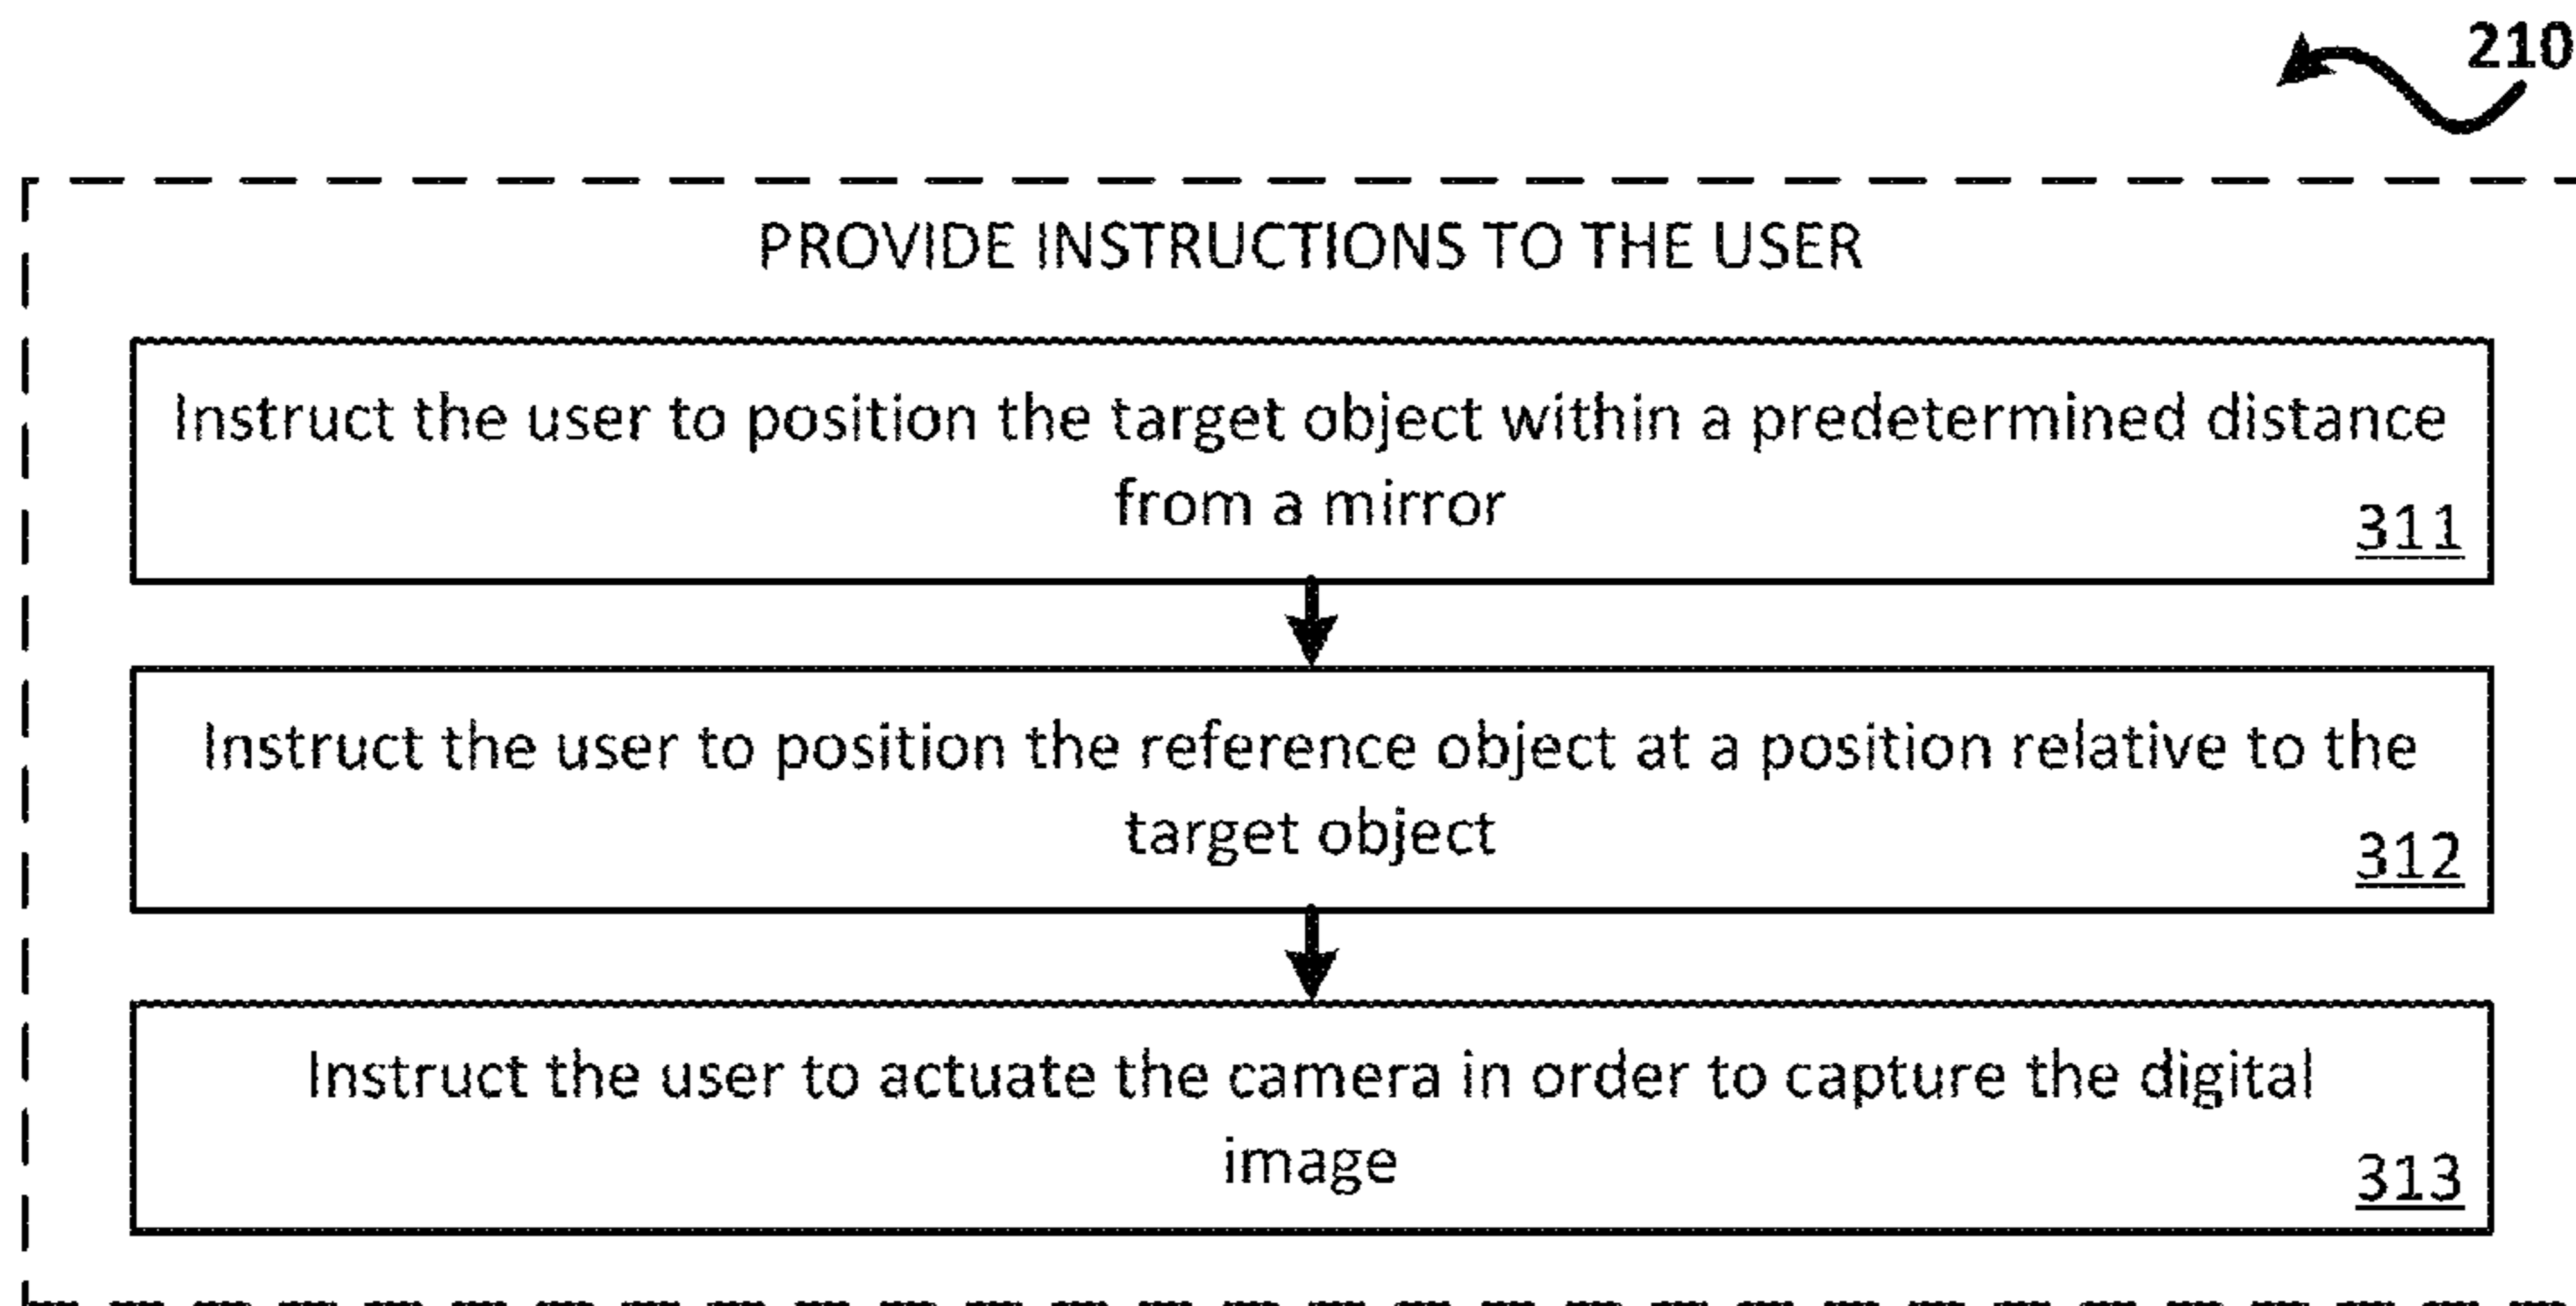 210
PROVIDE INSTRUCTIONS TO THE USER
Instruct the user to position the target object within a predetermined distance
from a mirror
311
Instruct the user to position the reference object at a position relative to the
target object
312
Instruct the user to actuate the camera in order to capture the digital
image
313